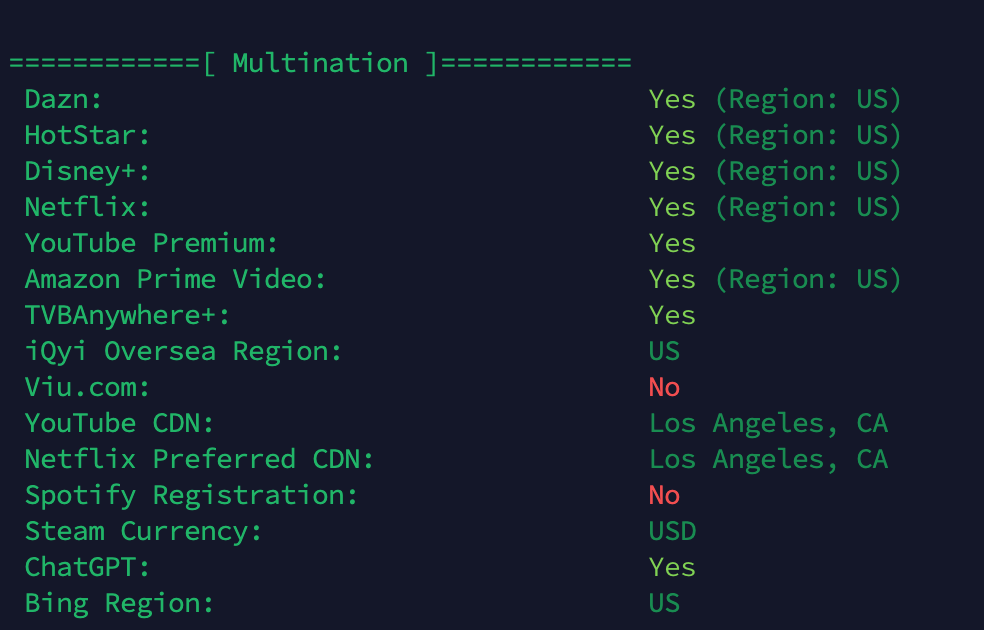 ============[ Multination ]============
Dazn: Yes (Region: US)
HotStar: Yes (Region: US)
Disney+: Yes (Region: US)
Netflix: Yes (Region: US)
YouTube Premium: Yes
Amazon Prime Video: Yes (Region: US)
TVBAnywhere+: Yes
iQyi Oversea Region: US
Viu.com: No
YouTube CDN: Los Angeles, CA
Netflix Preferred CDN: Los Angeles, CA
Spotify Registration: No
Steam Currency: USD
ChatGPT: Yes
Bing Region: US